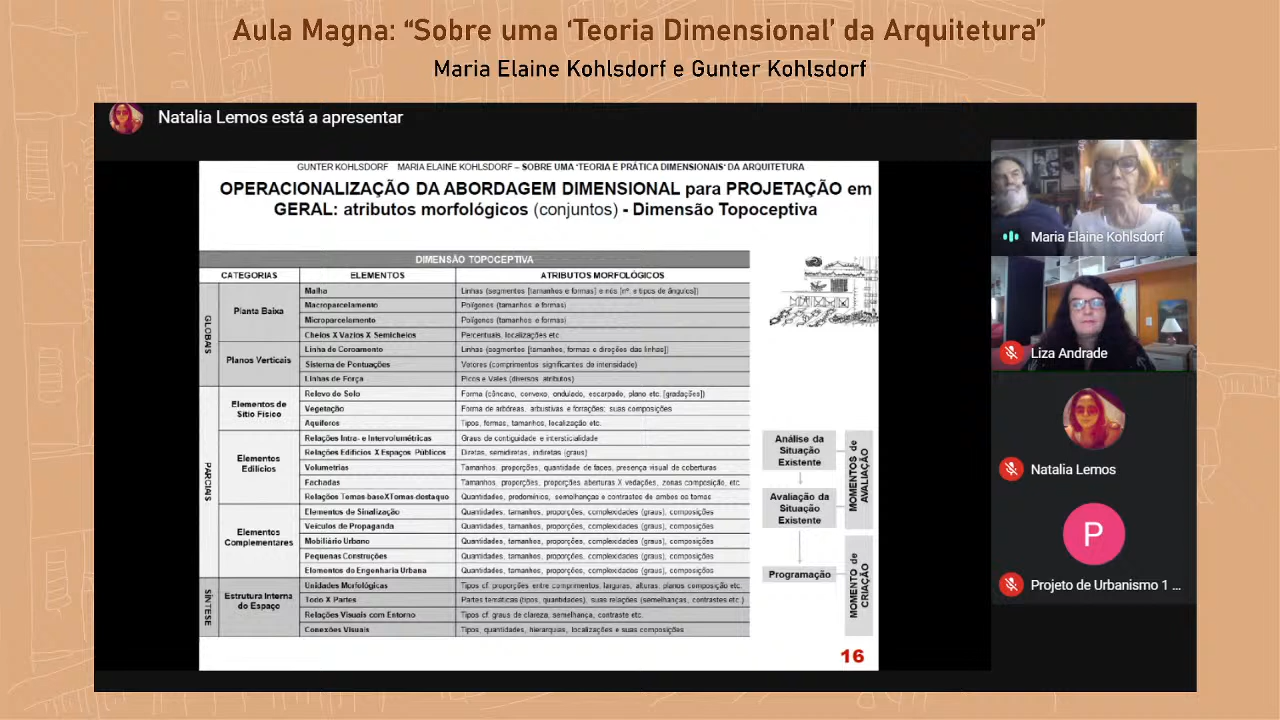 Aula Magna: “Sobre uma ‘Teoria Dimensional’ da Arquitetura”
Maria Elaine Kohlsdorf e Gunter Kohlsdorf
Natalia Lemos está a apresentar
GUNTER KOHLSDORF MARIA ELAINE KOHLSDORF – SOBRE UMA ‘TEORIA E PRÁTICA DIMENSIONAIS’ DA ARQUITETURA
OPERACIONALIZAÇÃO DA ABORDAGEM DIMENSIONAL para PROJETAÇÃO em
GERAL: atributos morfológicos (conjuntos) - Dimensão Topoceptiva
DIMENSÃO TOPOCEPTIVA
CATEGORIAS ELEMENTOS ATRIBUTOS MORFOLÓGICOS
GLOBAIS
Planta Baixa
Malha Linhas (segmentos [tamanhos e formas] e nós [nº. e tipos de ângulos])
Macroparcelamento Polígonos (tamanhos e formas)
Microparcelamento Polígonos (tamanhos e formas)
Cheios X Vazios X Semicheios Percentuais, localizações etc.
Planos Verticais
Linha de Coroamento Linhas (segmentos [tamanhos, formas e direções das linhas])
Sistema de Pontuações Vetores (comprimentos significantes de intensidade)
Linhas de Força Picos e Vales (diversos atributos)
PARCIAIS
Elementos de
Sítio Físico
Relevo do Solo Forma (côncavo, convexo, ondulado, escarpado, plano etc. [gradações])
Vegetação Forma de arbóreas, arbustivas e forrações; suas composições
Aquíferos Tipos, formas, tamanhos, localização etc.
Elementos
Edilícios
Relações Intra- e Intervolumétricas Graus de contiguidade e intersticialidade
Relações Edifícios X Espaços Públicos Diretas, semidiretas, indiretas (graus)
Volumetrias Tamanhos, proporções, quantidade de faces, presença visual de coberturas
Fachadas Tamanhos, proporções, proporções aberturas X vedações, zonas composição, etc.
Relações Temas-baseXTemas-destaque Quantidades, predomínio, semelhanças e contrastes de ambos os temas
Elementos
Complementares
Elementos de Sinalização Quantidades, tamanhos, proporções, complexidades (graus), composições
Veículos de Propaganda Quantidades, tamanhos, proporções, complexidades (graus), composições
Mobiliário Urbano Quantidades, tamanhos, proporções, complexidades (graus), composições
Pequenas Construções Quantidades, tamanhos, proporções, complexidades (graus), composições
Elementos de Engenharia Urbana Quantidades, tamanhos, proporções, complexidades (graus), composições
SÍNTESE
Estrutura Interna
do Espaço
Unidades Morfológicas Tipos cf. proporções entre comprimentos, larguras, alturas, planos composição etc.
Todo X Partes Partes temáticas (tipos, quantidades), suas relações (semelhanças, contrastes etc.)
Relações Visuais com Entorno Tipos cf. graus de clareza, semelhança, contraste etc.
Conexões Visuais Tipos, quantidades, hierarquias, localizações e suas composições
Análise da
Situação
Existente
Avaliação da
Situação
Existente
Programação
MOMENTOS de
AVALIAÇÃO
MOMENTO de
CRIAÇÃO
16
Maria Elaine Kohlsdorf
Liza Andrade
Natalia Lemos
P
Projeto de Urbanismo 1 ...